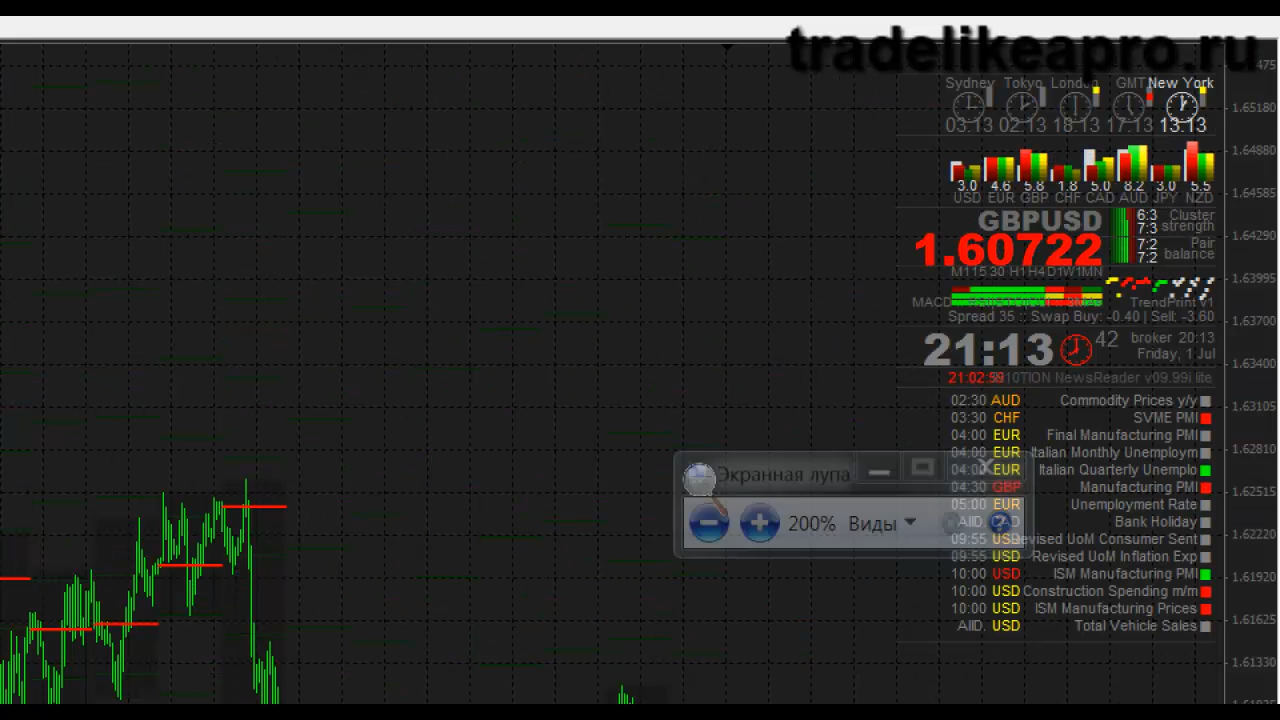 tradelikeapro.ru
Sydney Tokyo London GMT New York
03:13 02:13 18:13 17:13 13:13
3.0 4.6 5.8 1.8 5.0 8.2 3.0 5.5
USD EUR GBP CHF CAD AUD JPY NZD
GBPUSD
1.60722
6:3 Cluster
7:3 strength
7:2 Pair
7:2 balance
M1 15 30 H1 H4 D1 W1 MN
MACD
TrendPrint v1
Spread 35 :: Swap Buy: -0.40 | Sell: -3.60
21:13
42
broker 20:13
Friday, 1 Jul
NewsReader v09.99i lite
02:30 AUD Commodity Prices y/y
03:30 CHF SVME PMI
04:00 EUR Final Manufacturing PMI
04:00 EUR Italian Monthly Unemploym
04:00 EUR Italian Quarterly Unemplo
04:30 GBP Manufacturing PMI
05:00 EUR Unemployment Rate
AllD. CAD Bank Holiday
09:55 USD Revised UoM Consumer Sent
09:55 USD Revised UoM Inflation Exp
10:00 USD ISM Manufacturing PMI
10:00 USD Construction Spending m/m
10:00 USD ISM Manufacturing Prices
AllD. USD Total Vehicle Sales
Экранная лупа
200% Виды
1.65180
1.64880
1.64585
1.64290
1.63995
1.63700
1.63400
1.63105
1.62810
1.62515
1.62220
1.61920
1.61625
1.61330